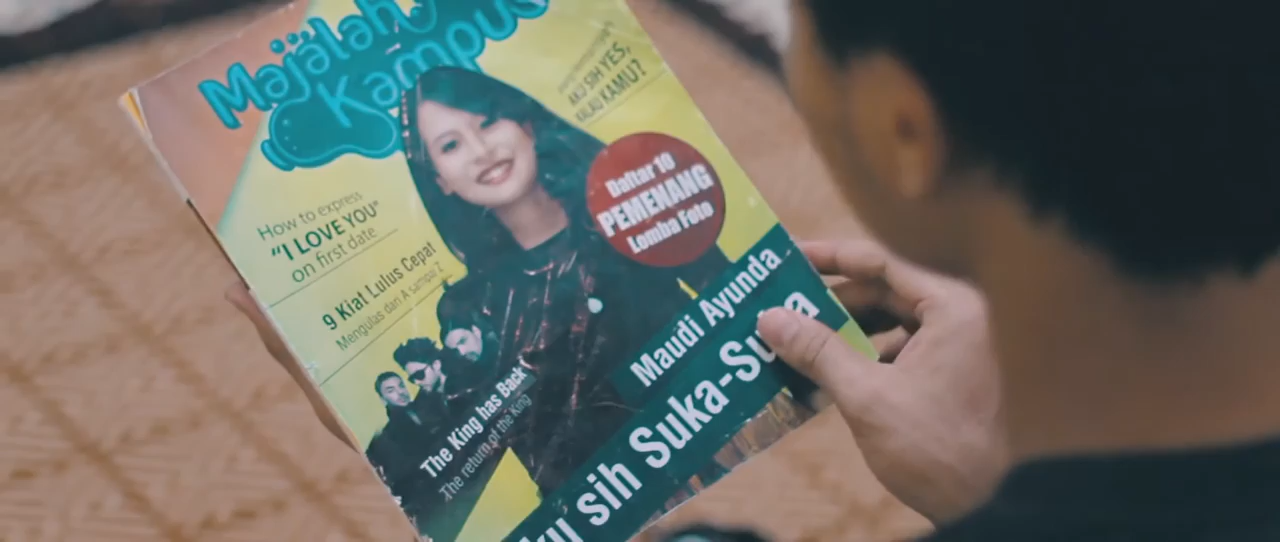 Majalah
Kampus
AKU SIH YES,
KALAU KAMU?
Daftar 10
PEMENANG
Lomba Foto
How to express
"I LOVE YOU"
on first date
9 Kiat Lulus Cepat
Mengulas dari A sampai Z
The King has Back
The return of the King
Maudi Ayunda
ku sih Suka-Su a